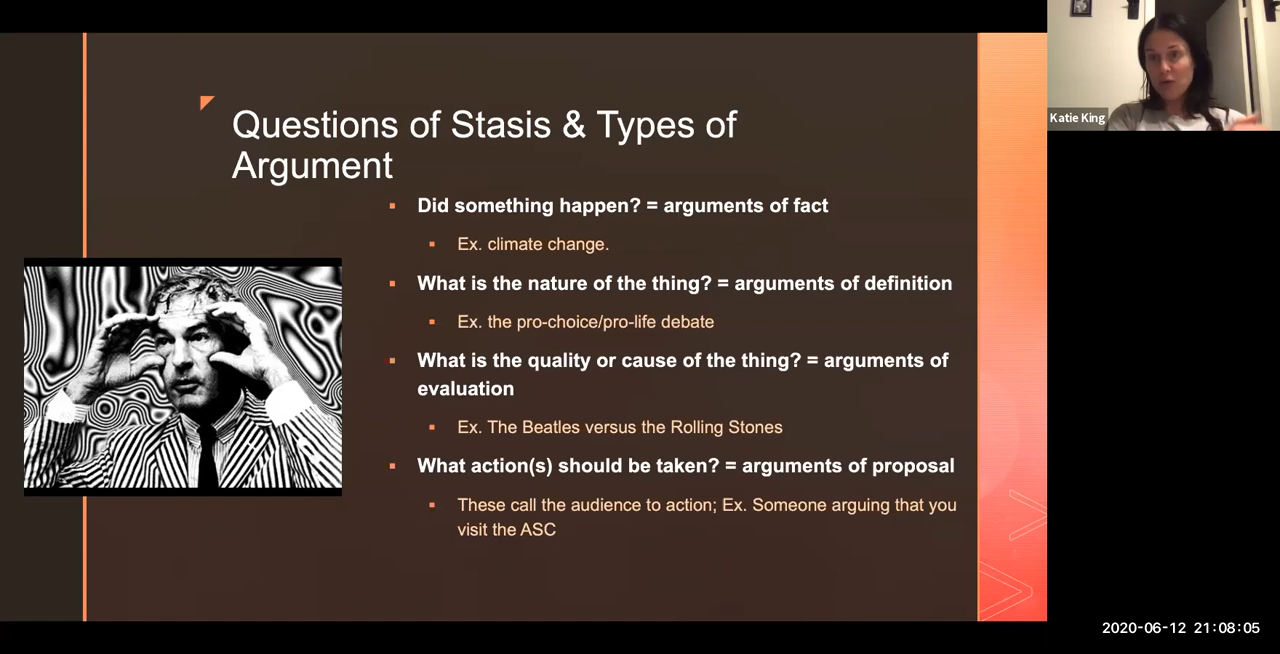 Questions of Stasis & Types of
Argument
Did something happen? = arguments of fact
Ex. climate change.
What is the nature of the thing? = arguments of definition
Ex. the pro-choice/pro-life debate
What is the quality or cause of the thing? = arguments of
evaluation
Ex. The Beatles versus the Rolling Stones
What action(s) should be taken? = arguments of proposal
These call the audience to action; Ex. Someone arguing that you
visit the ASC
Katie King
2020-06-12 21:08:05